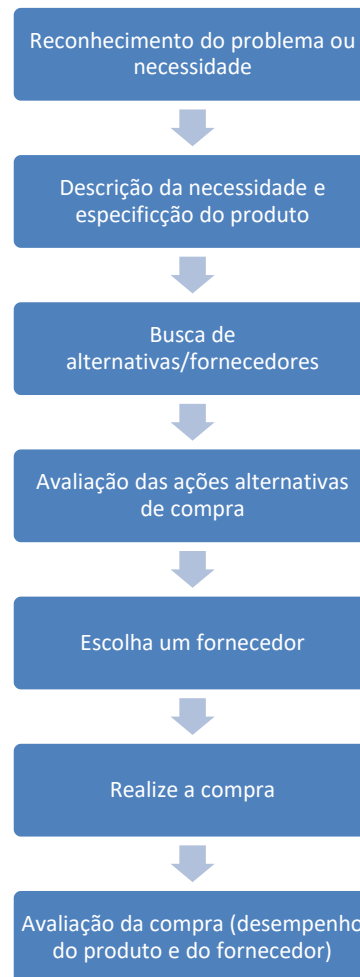 Reconhecimento do problema ou
necessidade
Descrição da necessidade e
especificção do produto
Busca de
alternativas/fornecedores
Avaliação das ações alternativas
de compra
Escolha um fornecedor
Realize a compra
Avaliação da compra (desempenho
do produto e do fornecedor)